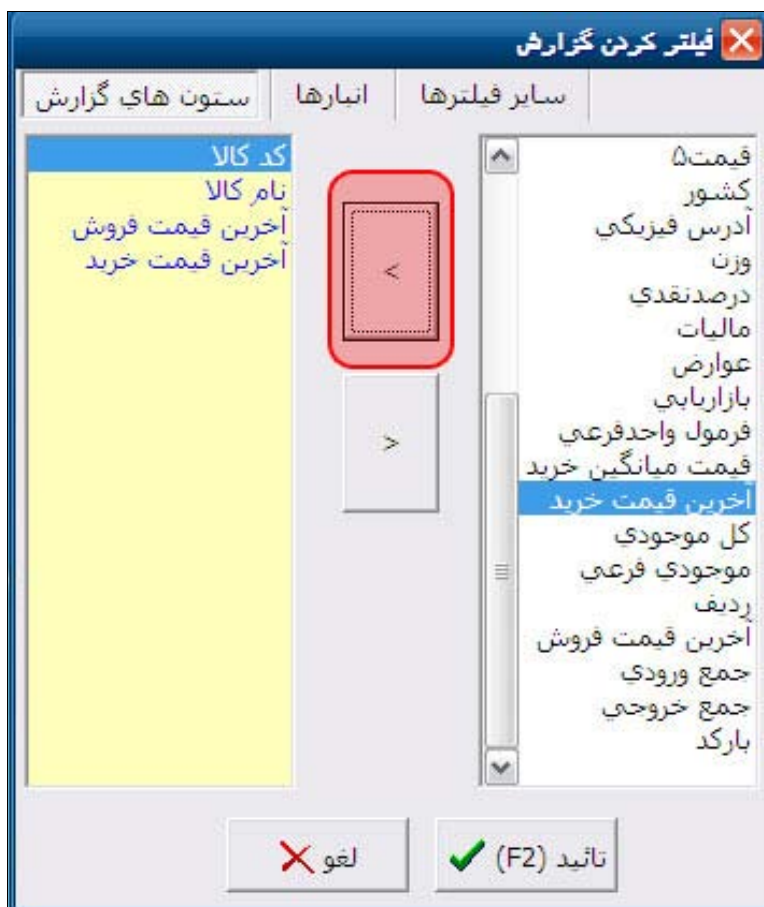 فیلتر کردن گزارش
ستون هاي گزارش
انبارها
سایر فیلترها
قیمت۵
کشور
آدرس فیزیکي
وزن
درصدنقدي
مالیات
عوارض
بازاریابي
فرمول واحدفرعي
قیمت میانگین خرید
آخرین قیمت خرید
کل موجودي
موجودي فرعي
ردیف
آخرین قیمت فروش
جمع ورودي
جمع خروجي
بارکد
<
>
کد کالا
نام کالا
آخرین قیمت فروش
آخرین قیمت خرید
تائید (F2)
لغو